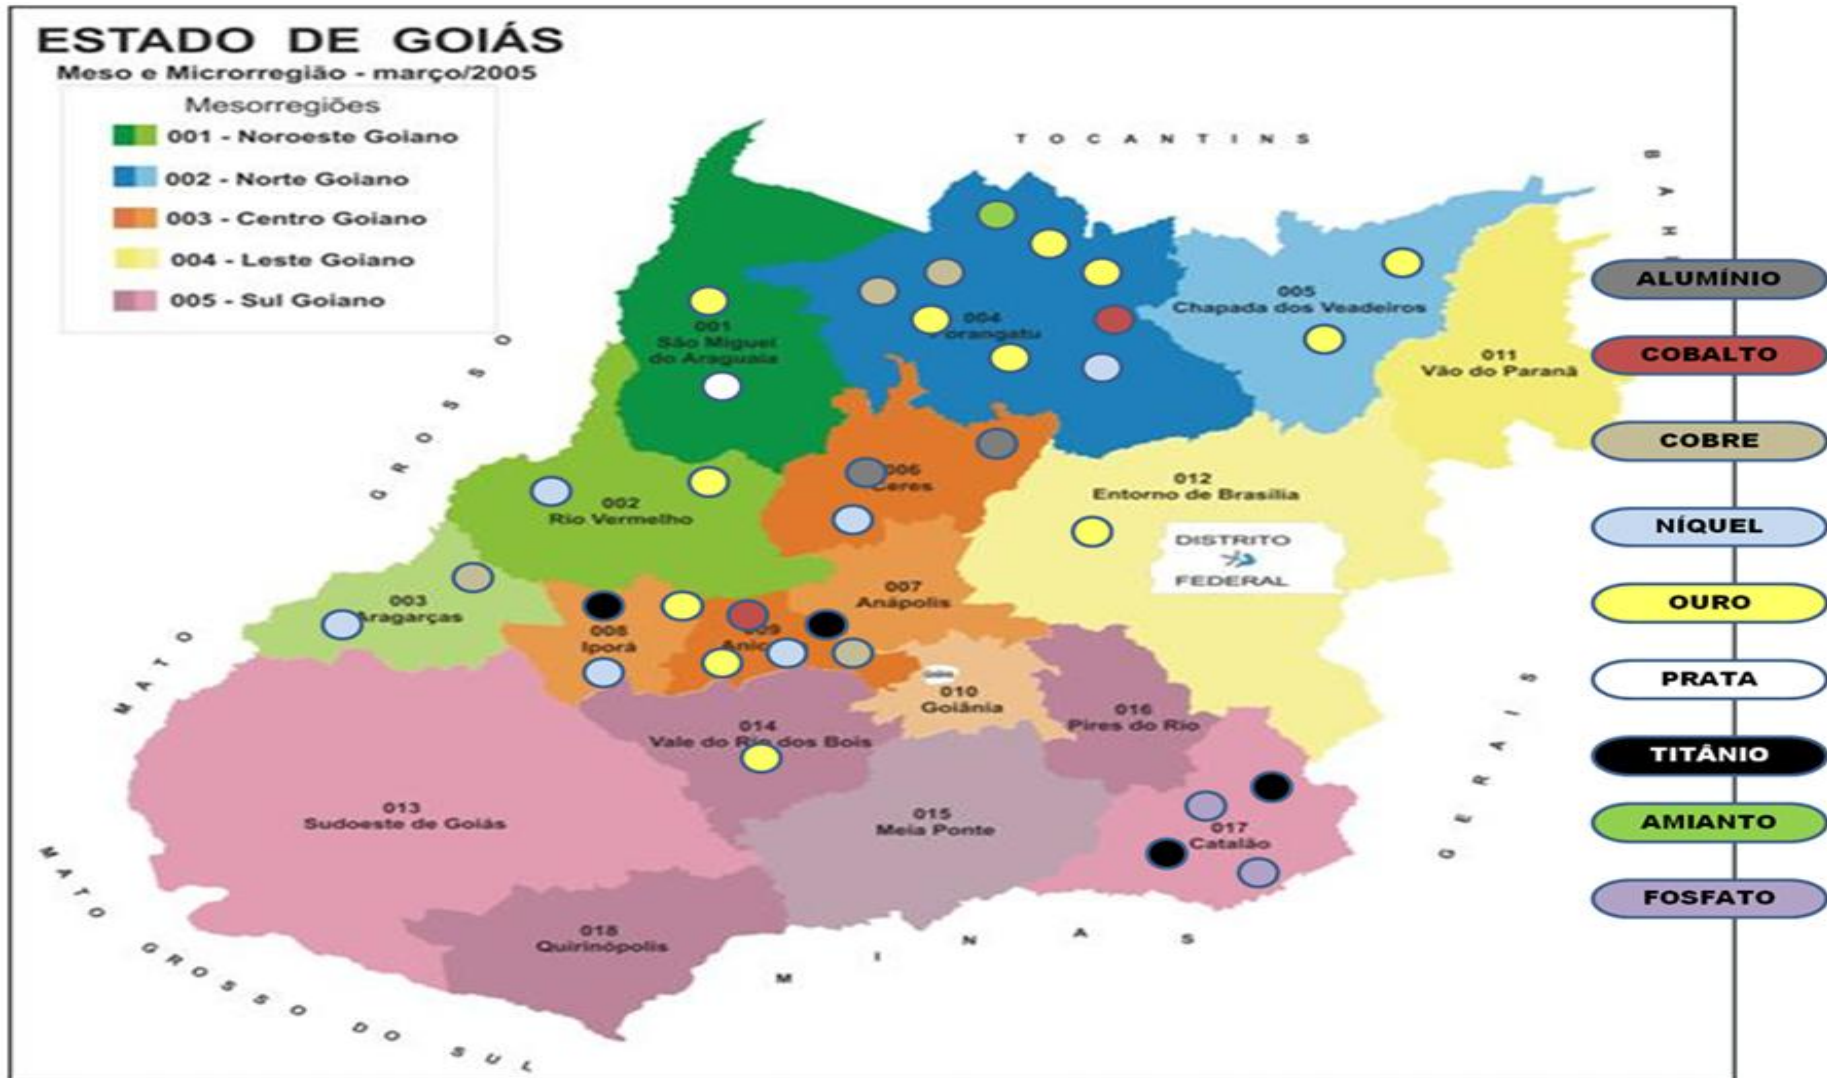 ESTADO DE GOIÁS
Meso e Microrregião - março/2005
Mesorregiões
001 - Noroeste Goiano
002 - Norte Goiano
003 - Centro Goiano
004 - Leste Goiano
005 - Sul Goiano
TOCANTINS
MATO GROSSO
MATO GROSSO DO SUL
MINAS GERAIS
001
São Miguel
do Araguaia
004
Porangatu
005
Chapada dos Veadeiros
011
Vão do Paranã
002
Rio Vermelho
006
Ceres
012
Entorno de Brasília
DISTRITO
FEDERAL
003
Aragarças
007
Anápolis
008
Iporá
009
010
Goiânia
014
Vale do Rio dos Bois
016
Pires do Rio
013
Sudoeste de Goiás
015
Meia Ponte
017
Catalão
018
Quirinópolis
ALUMÍNIO
COBALTO
COBRE
NÍQUEL
OURO
PRATA
TITÂNIO
AMIANTO
FOSFATO